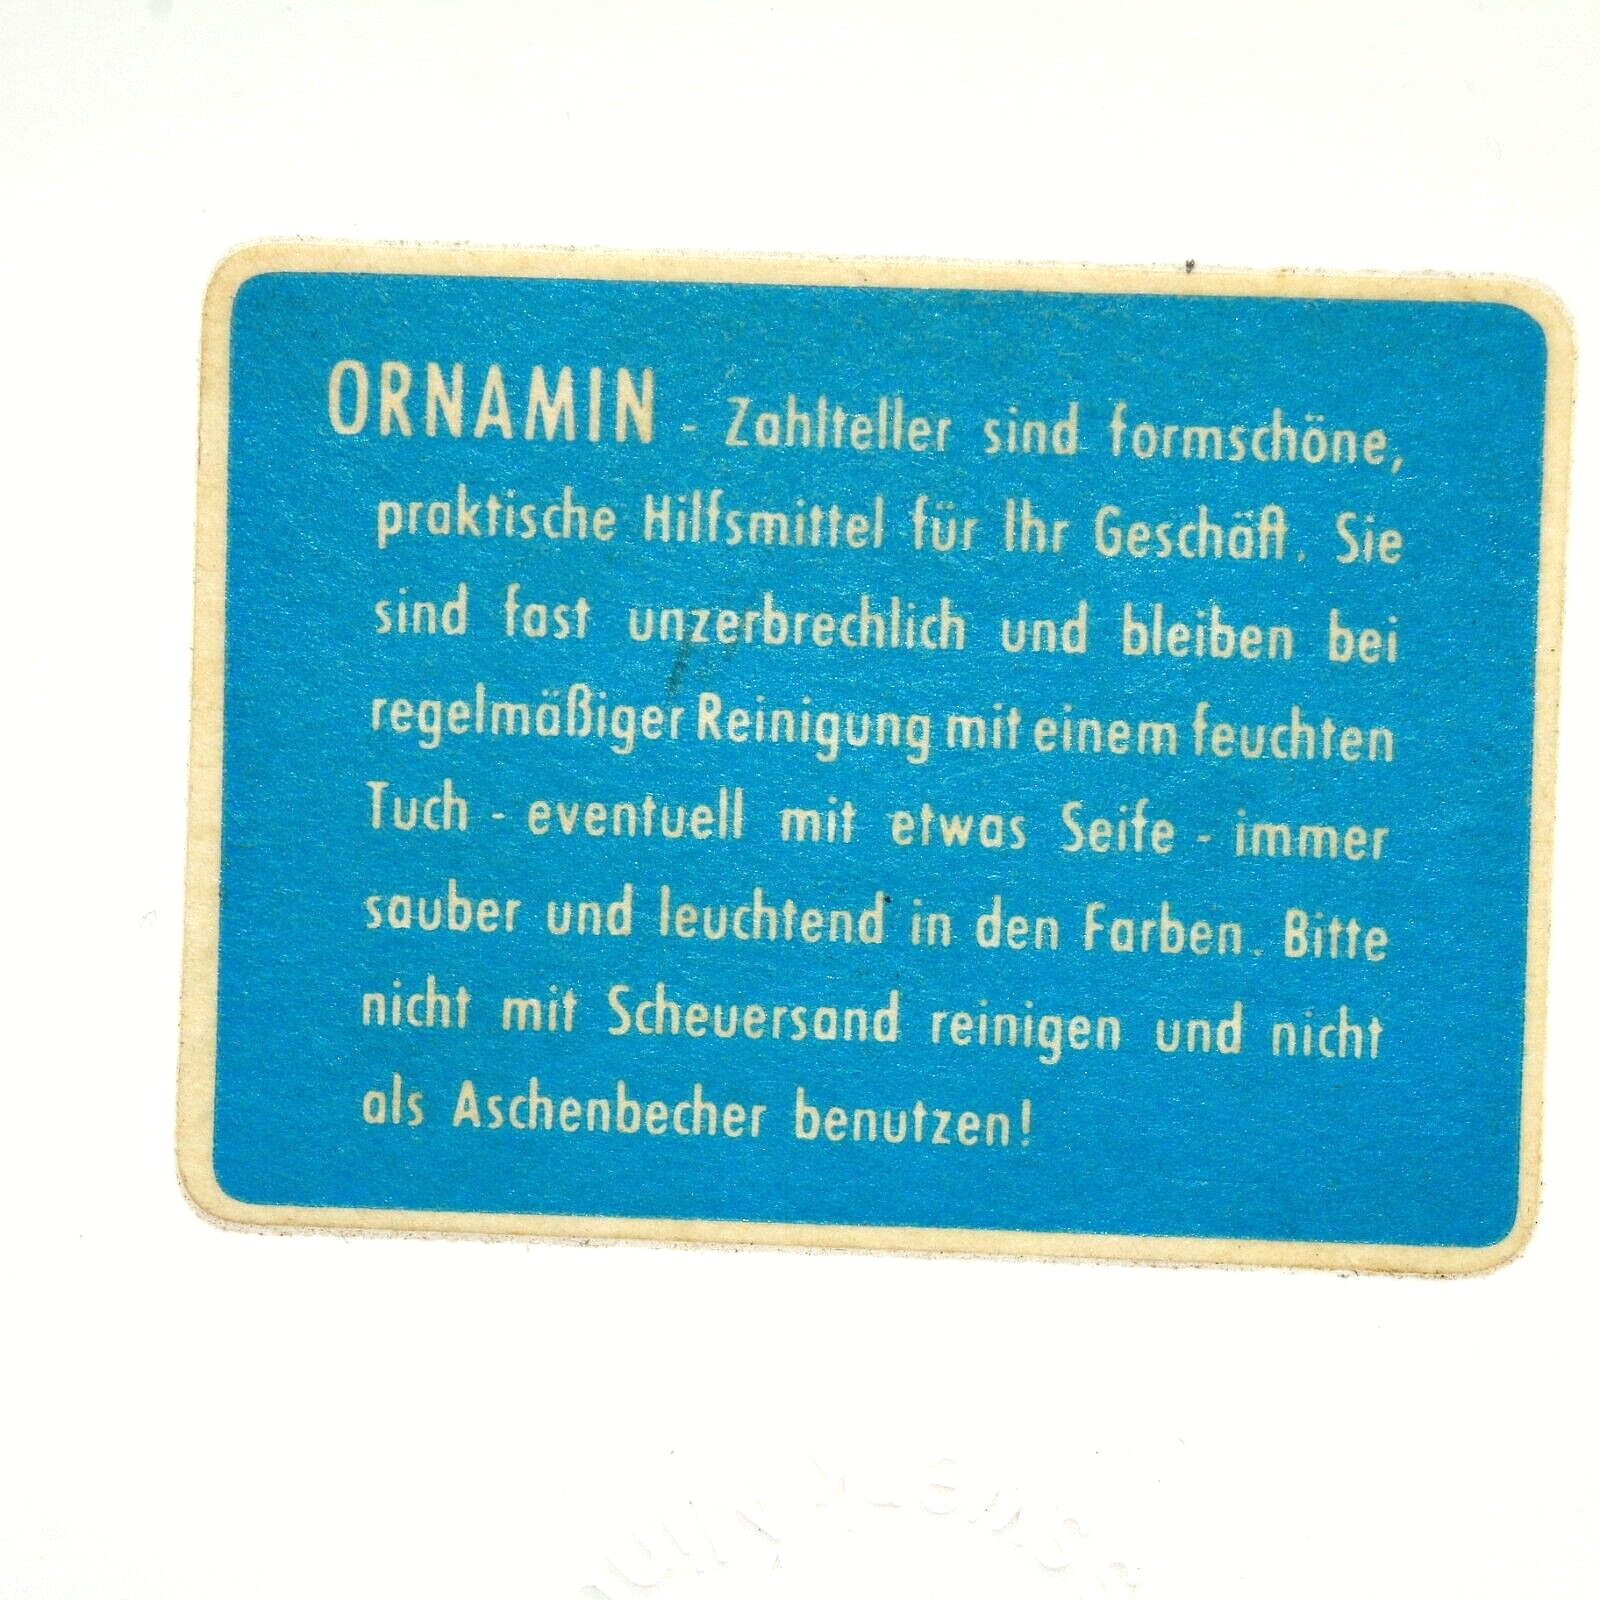 ORNAMIN - Zahlteller sind formschöne,
praktische Hilfsmittel für Ihr Geschäft. Sie
sind fast unzerbrechlich und bleiben bei
regelmäßiger Reinigung mit einem feuchten
Tuch - eventuell mit etwas Seife - immer
sauber und leuchtend in den Farben. Bitte
nicht mit Scheuersand reinigen und nicht
als Aschenbecher benutzen!